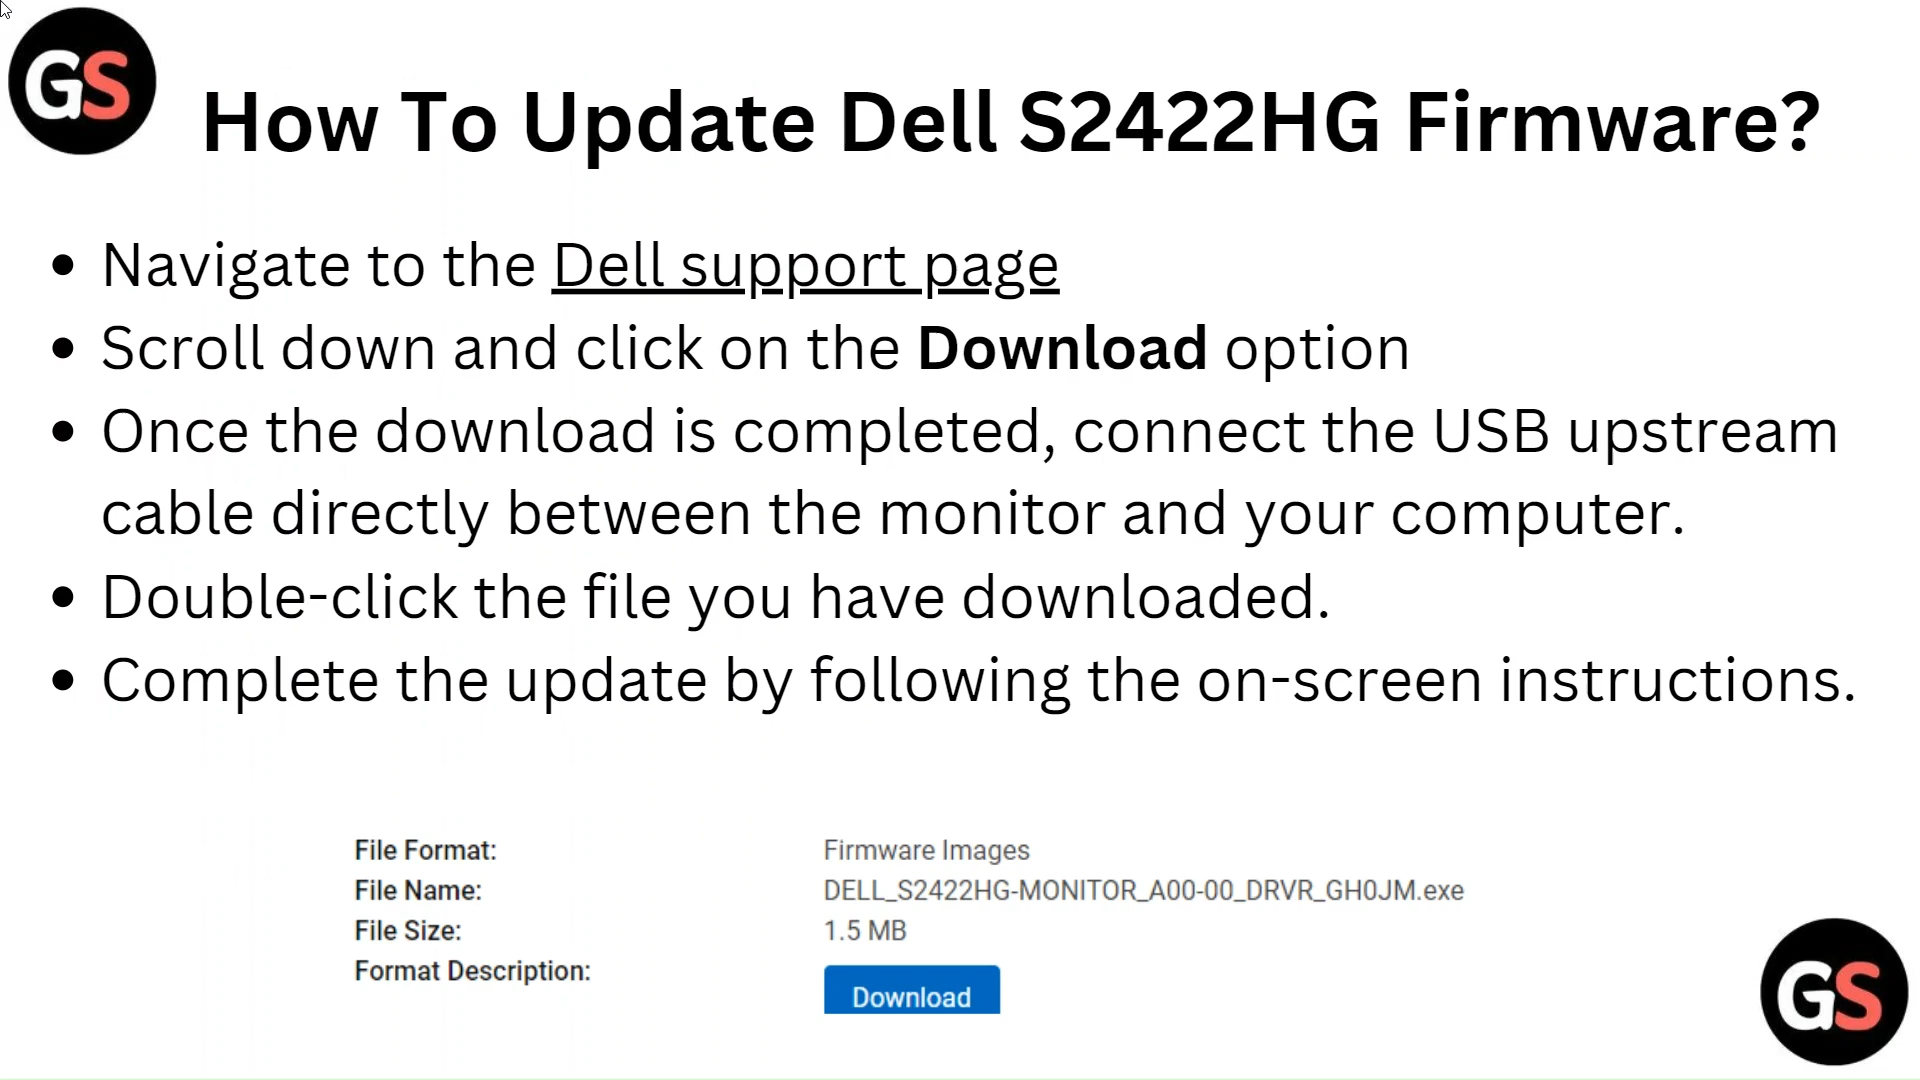 GS
How To Update Dell S2422HG Firmware?
• Navigate to the Dell support page
• Scroll down and click on the Download option
• Once the download is completed, connect the USB upstream
cable directly between the monitor and your computer.
• Double-click the file you have downloaded.
• Complete the update by following the on-screen instructions.
File Format: Firmware Images
File Name: DELL_S2422HG-MONITOR_A00-00_DRVR_GH0JM.exe
File Size: 1.5 MB
Format Description:
Download
GS